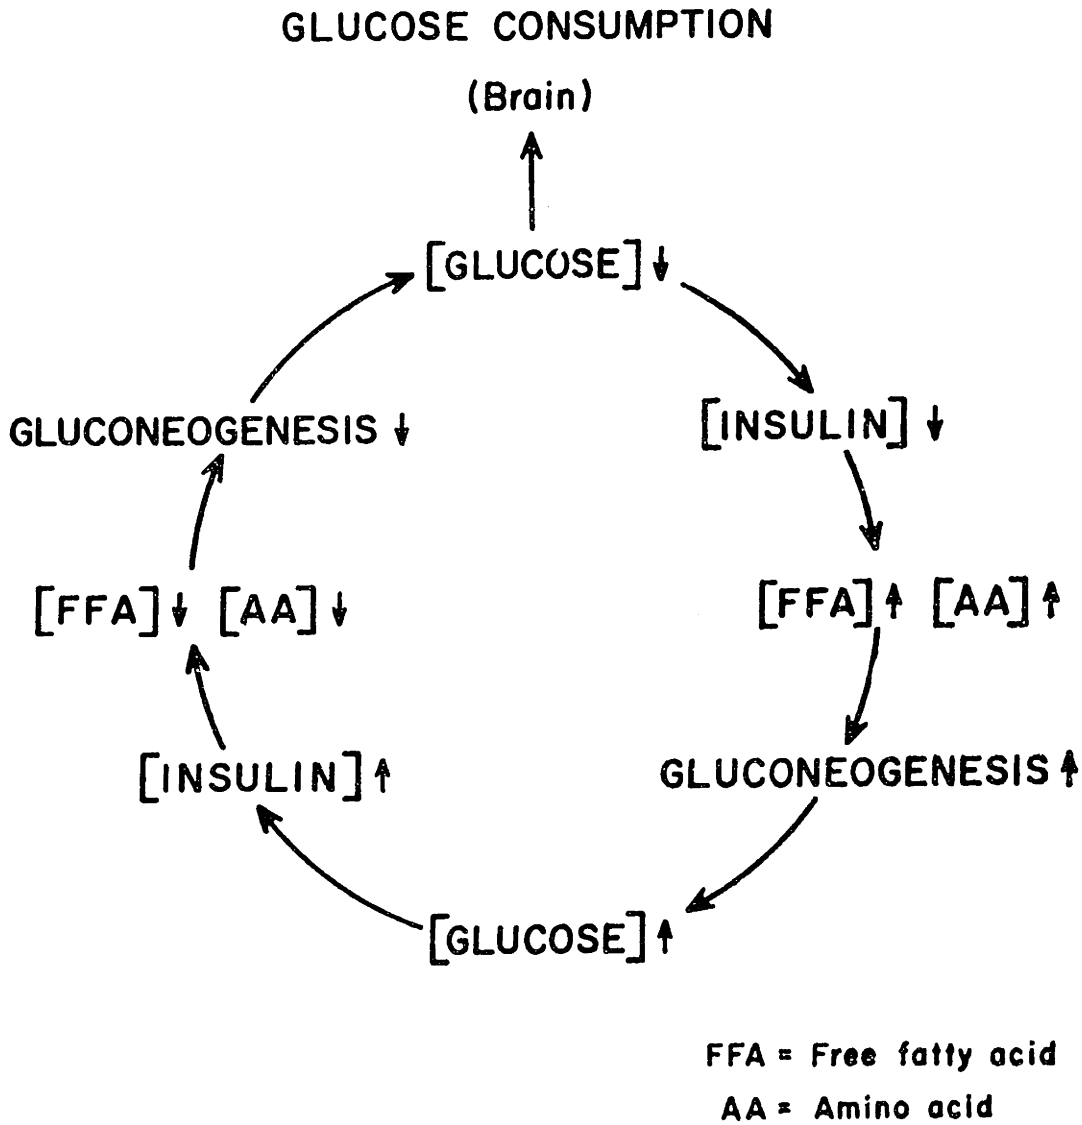 GLUCOSE CONSUMPTION
(Brain)
[GLUCOSE]↓
GLUCONEOGENESIS↓
[INSULIN]↓
[FFA]↓ [AA]↓
[FFA]↑ [AA]↑
[INSULIN]↑
GLUCONEOGENESIS↑
[GLUCOSE]↑
FFA = Free fatty acid
AA = Amino acid